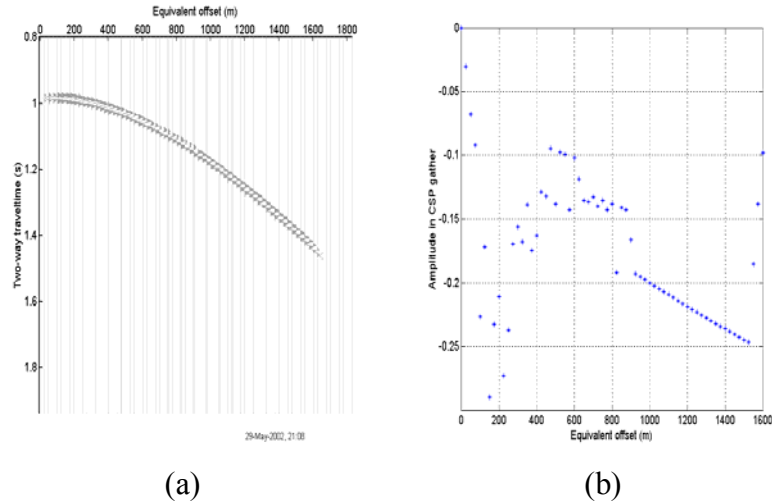 Equivalent offset (m)
0 200 400 600 800 1000 1200 1400 1600 1800
0.8
1
1.2
1.4
1.6
1.8
Two-way traveltime (s)
29-May-2002, 21:08
(a)
0
-0.05
-0.1
-0.15
-0.2
-0.25
Amplitude in CSP gather
0 200 400 600 800 1000 1200 1400 1600
Equivalent offset (m)
(b)